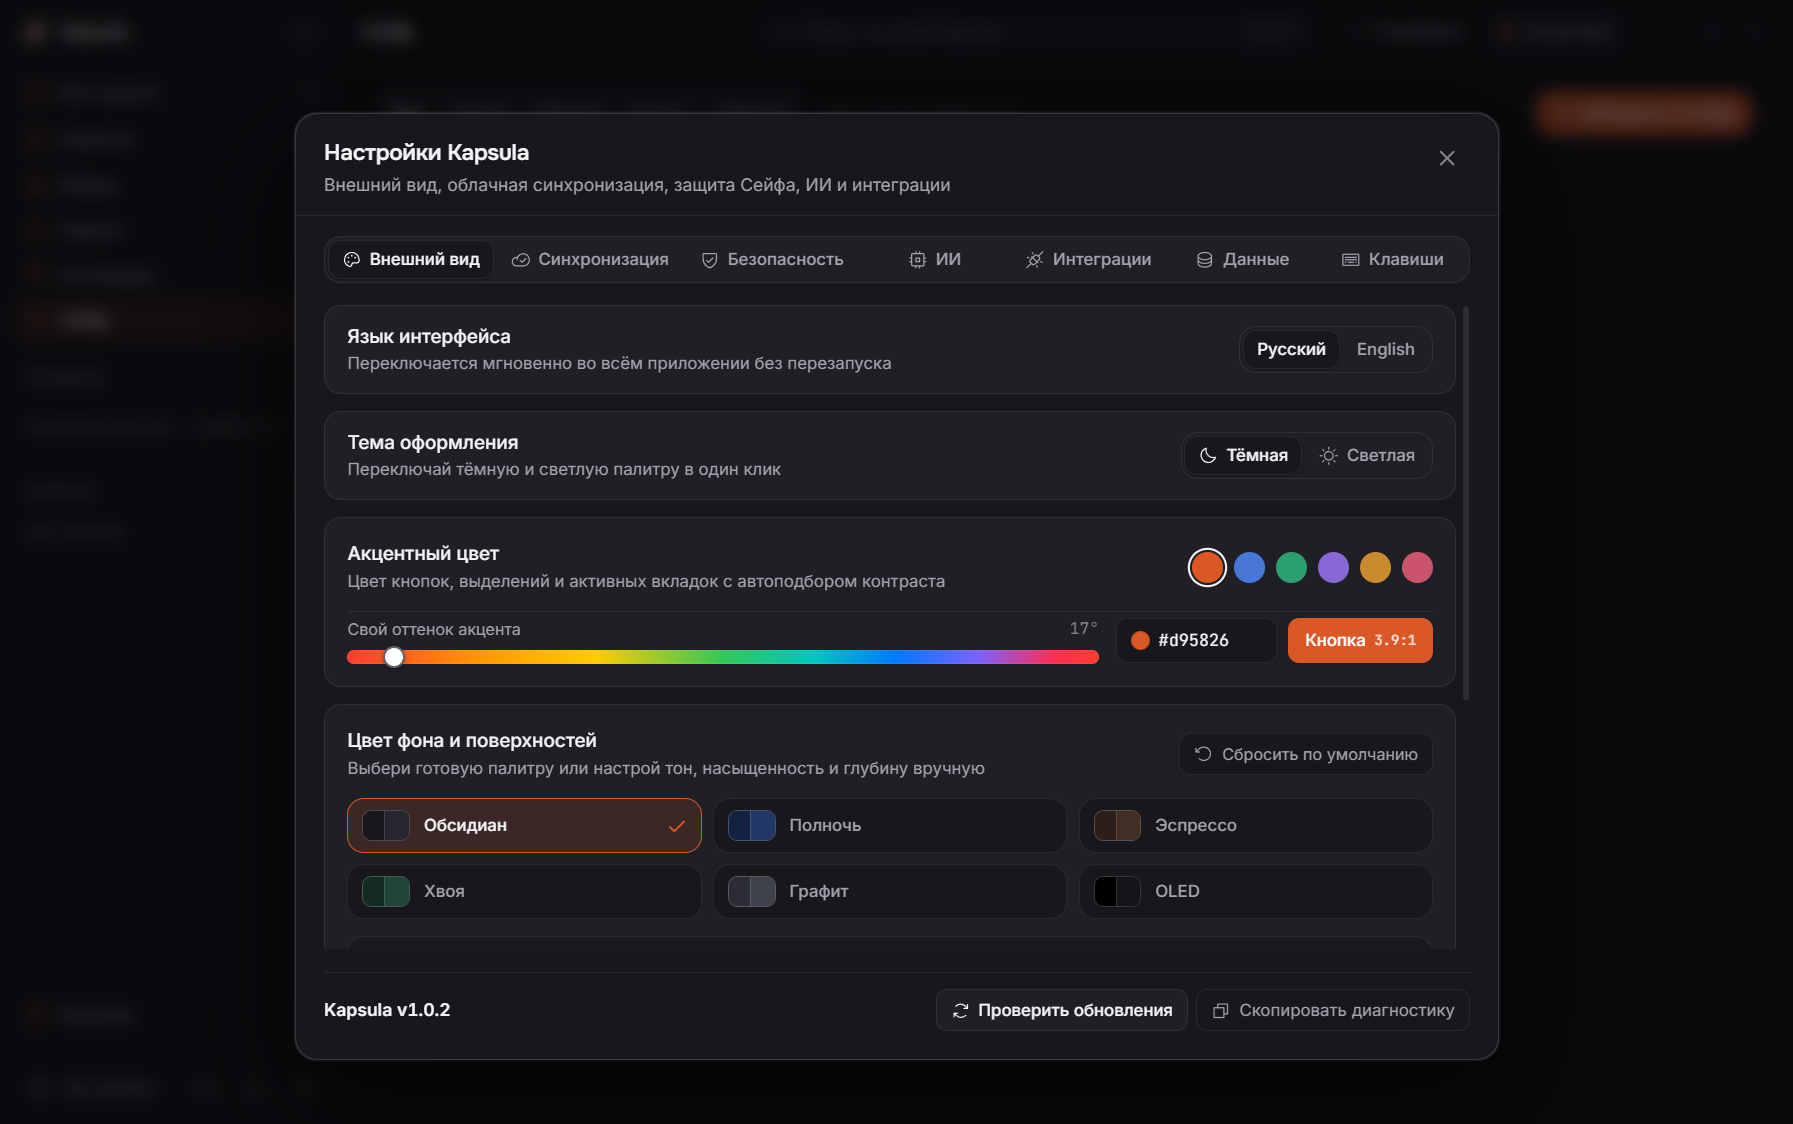 Настройки Kapsula
Внешний вид, облачная синхронизация, защита Сейфа, ИИ и интеграции
Внешний вид
Синхронизация
Безопасность
ИИ
Интеграции
Данные
Клавиши
Язык интерфейса
Переключается мгновенно во всём приложении без перезапуска
Русский
English
Тема оформления
Переключай тёмную и светлую палитру в один клик
Тёмная
Светлая
Акцентный цвет
Цвет кнопок, выделений и активных вкладок с автоподбором контраста
Свой оттенок акцента
17°
#d95826
Кнопка 3.9:1
Цвет фона и поверхностей
Выбери готовую палитру или настрой тон, насыщенность и глубину вручную
Сбросить по умолчанию
Обсидиан
Полночь
Эспрессо
Хвоя
Графит
OLED
Kapsula v1.0.2
Проверить обновления
Скопировать диагностику